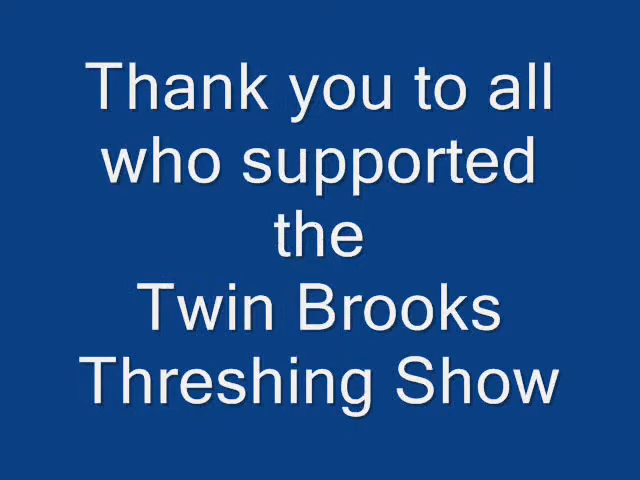 Thank you to all
who supported
the
Twin Brooks
Threshing Show